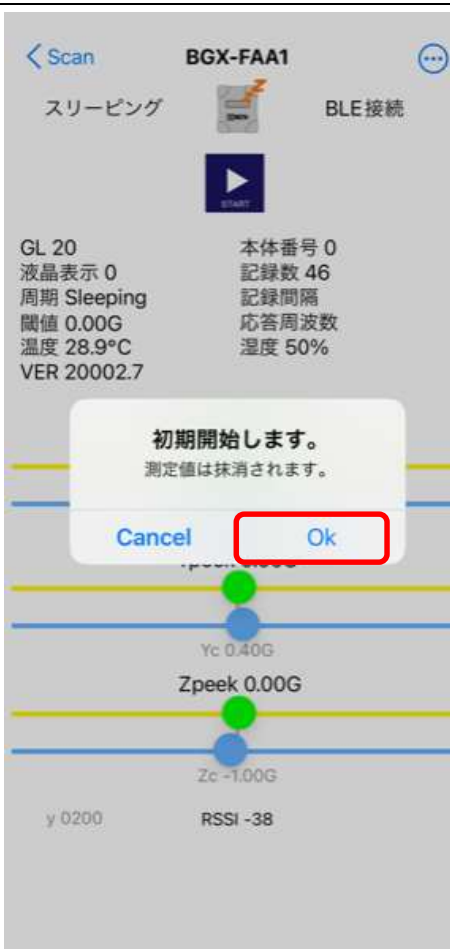 Scan
BGX-FAA1
スリーピング
BLE接続
START
GL 20
本体番号 0
液晶表示 0
記録数 46
周期 Sleeping
記録間隔
閾値 0.00G
応答周波数
温度 28.9°C
湿度 50%
VER 20002.7
初期開始します。
測定値は抹消されます。
Cancel
Ok
Yc 0.40G
Zpeek 0.00G
Zc -1.00G
y 0200
RSSI -38